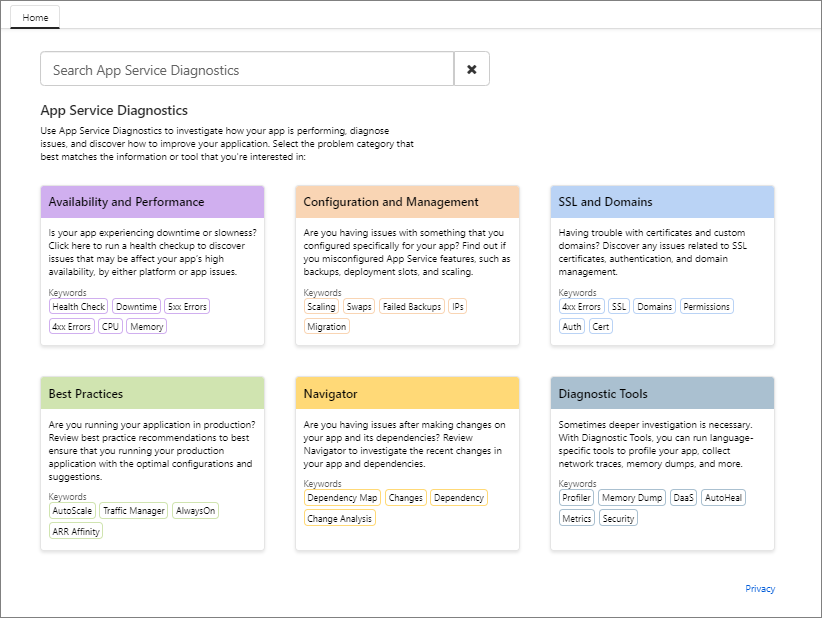 Home
Search App Service Diagnostics
App Service Diagnostics
Use App Service Diagnostics to investigate how your app is performing, diagnose
issues, and discover how to improve your application. Select the problem category that
best matches the information or tool that you're interested in:
Availability and Performance
Is your app experiencing downtime or slowness?
Click here to run a health checkup to discover
issues that may be affect your app's high
availability, by either platform or app issues.
Keywords
Health Check Downtime 5xx Errors
4xx Errors CPU Memory
Configuration and Management
Are you having issues with something that you
configured specifically for your app? Find out if
you misconfigured App Service features, such as
backups, deployment slots, and scaling.
Keywords
Scaling Swaps Failed Backups IPs
Migration
SSL and Domains
Having trouble with certificates and custom
domains? Discover any issues related to SSL
certificates, authentication, and domain
management.
Keywords
4xx Errors SSL Domains Permissions
Auth Cert
Best Practices
Are you running your application in production?
Review best practice recommendations to best
ensure that you running your production
application with the optimal configurations and
suggestions.
Keywords
AutoScale Traffic Manager AlwaysOn
ARR Affinity
Navigator
Are you having issues after making changes on
your app and its dependencies? Review
Navigator to investigate the recent changes in
your app and dependencies.
Keywords
Dependency Map Changes Dependency
Change Analysis
Diagnostic Tools
Sometimes deeper investigation is necessary.
With Diagnostic Tools, you can run language-
specific tools to profile your app, collect
network traces, memory dumps, and more.
Keywords
Profiler Memory Dump DaaS AutoHeal
Metrics Security
Privacy